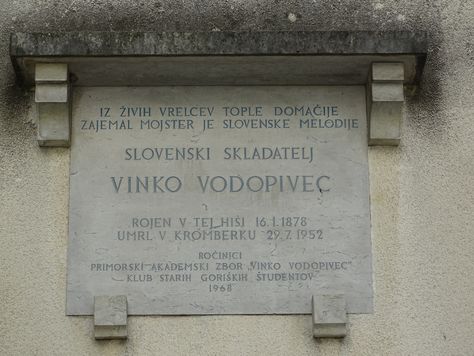 IZ ŽIVIH VRELCEV TOPLE DOMAČIJE
ZAJEMAL MOJSTER JE SLOVENSKE MELODIJE
SLOVENSKI SKLADATELJ
VINKO VODOPIVEC
ROJEN V TEJ HIŠI 16.1.1878
UMRL V KROMBERKU 29.7.1952
ROJČINICI
PRIMORSKI AKADEMSKI ZBOR „VINKO VODOPIVEC”
KLUB STARIH GORIŠKIH ŠTUDENTOV
1968